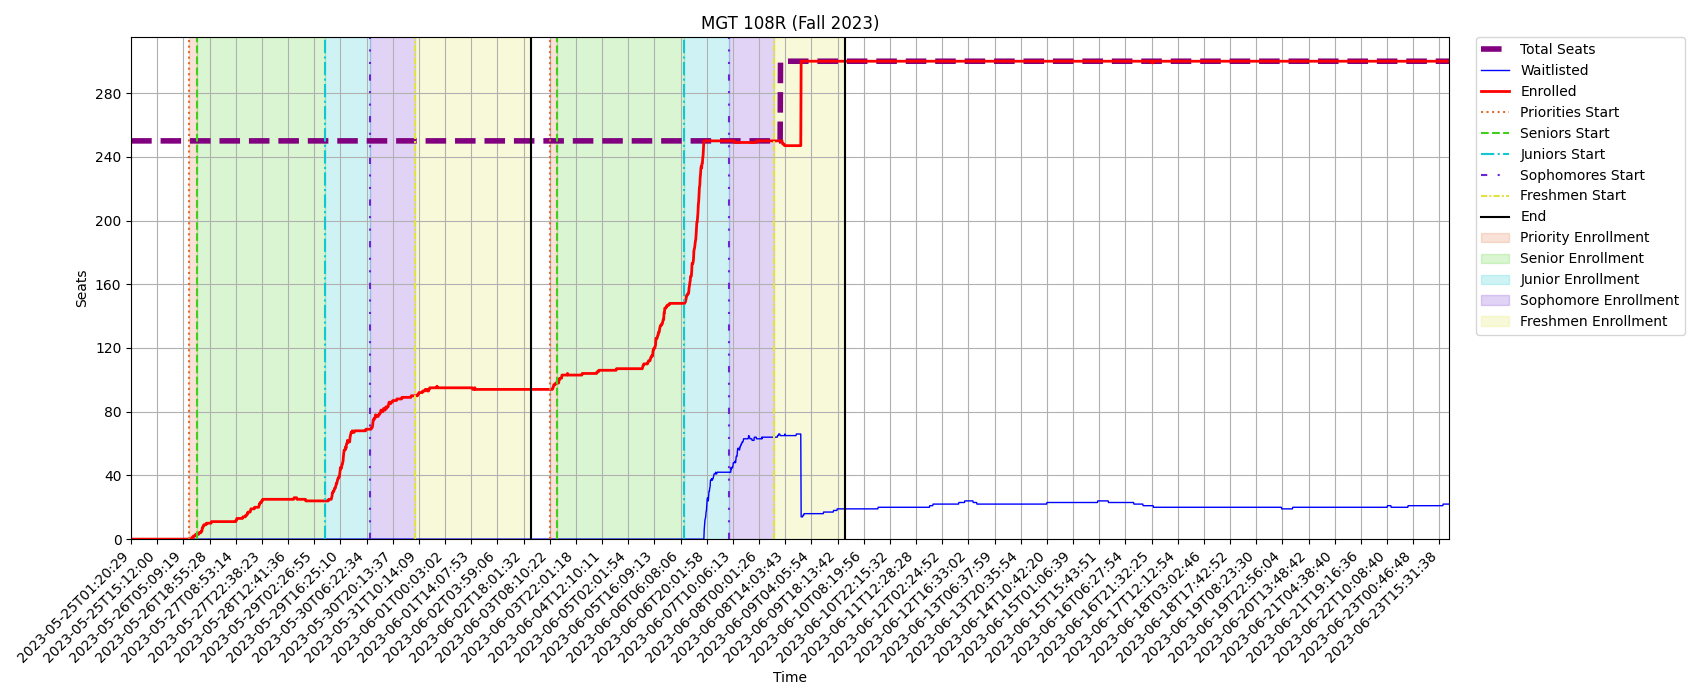 MGT 108R (Fall 2023)
Total Seats
Waitlisted
Enrolled
Priorities Start
Seniors Start
Juniors Start
Sophomores Start
Freshmen Start
End
Priority Enrollment
Senior Enrollment
Junior Enrollment
Sophomore Enrollment
Freshmen Enrollment
Seats
280
240
200
160
120
80
40
0
2023-05-25T01:20:29
2023-05-25T15:12:00
2023-05-26T05:09:19
2023-05-26T18:55:28
2023-05-27T08:53:14
2023-05-27T22:38:23
2023-05-28T12:41:36
2023-05-29T02:26:55
2023-05-29T16:25:10
2023-05-30T06:22:34
2023-05-30T20:13:37
2023-05-31T10:14:09
2023-06-01T00:03:02
2023-06-01T14:07:53
2023-06-02T03:59:06
2023-06-02T18:01:32
2023-06-03T08:10:22
2023-06-03T22:01:18
2023-06-04T12:10:11
2023-06-05T02:01:54
2023-06-05T16:09:13
2023-06-06T06:08:05
2023-06-06T20:01:58
2023-06-07T10:06:13
2023-06-08T00:01:26
2023-06-08T14:03:43
2023-06-09T04:05:54
2023-06-09T18:13:42
2023-06-10T08:19:56
2023-06-10T22:15:32
2023-06-11T12:28:28
2023-06-12T02:24:52
2023-06-12T16:33:02
2023-06-13T06:37:59
2023-06-13T20:35:54
2023-06-14T10:42:20
2023-06-15T01:06:39
2023-06-15T15:43:51
2023-06-16T06:27:54
2023-06-16T21:32:25
2023-06-17T12:12:54
2023-06-18T03:02:46
2023-06-18T17:42:52
2023-06-19T08:23:30
2023-06-19T22:56:04
2023-06-20T13:48:42
2023-06-21T04:38:40
2023-06-21T19:16:36
2023-06-22T10:08:40
2023-06-23T00:46:48
2023-06-23T15:31:38
Time